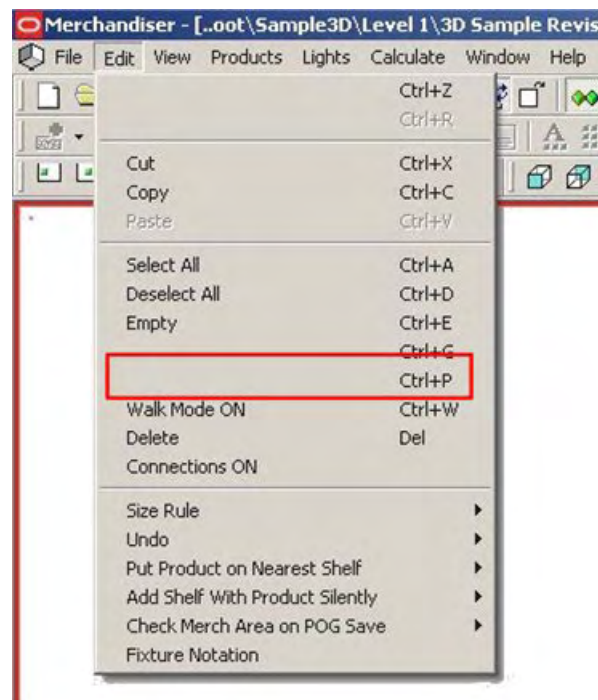 Merchandiser - [..oot\Sample3D\Level 1\3D Sample Revis
File Edit View Products Lights Calculate Window Help
Ctrl+Z
Ctrl+R
Cut Ctrl+X
Copy Ctrl+C
Paste Ctrl+V
Select All Ctrl+A
Deselect All Ctrl+D
Empty Ctrl+E
Ctrl+G
Ctrl+P
Walk Mode ON Ctrl+W
Delete Del
Connections ON
Size Rule
Undo
Put Product on Nearest Shelf
Add Shelf With Product Silently
Check Merch Area on POG Save
Fixture Notation